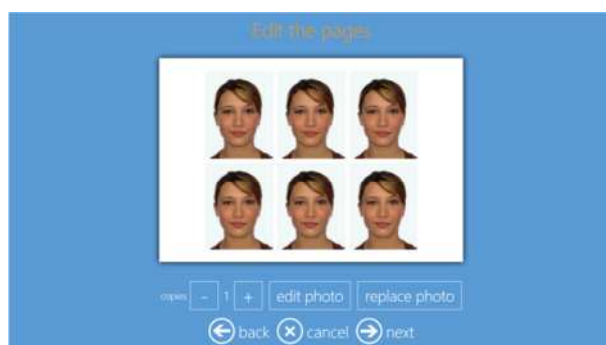 Edit the pages
copies - 1 + edit photo replace photo
back cancel next